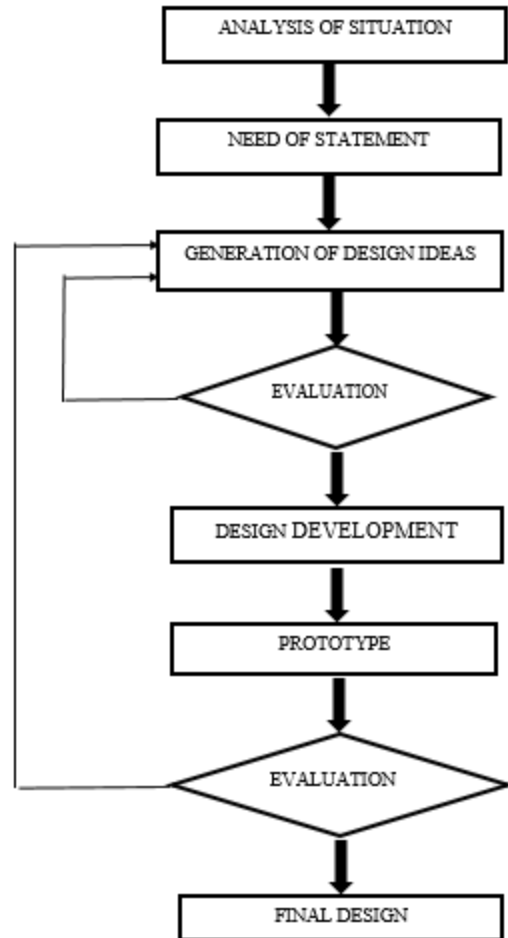 ANALYSIS OF SITUATION
NEED OF STATEMENT
GENERATION OF DESIGN IDEAS
EVALUATION
DESIGN DEVELOPMENT
PROTOTYPE
EVALUATION
FINAL DESIGN